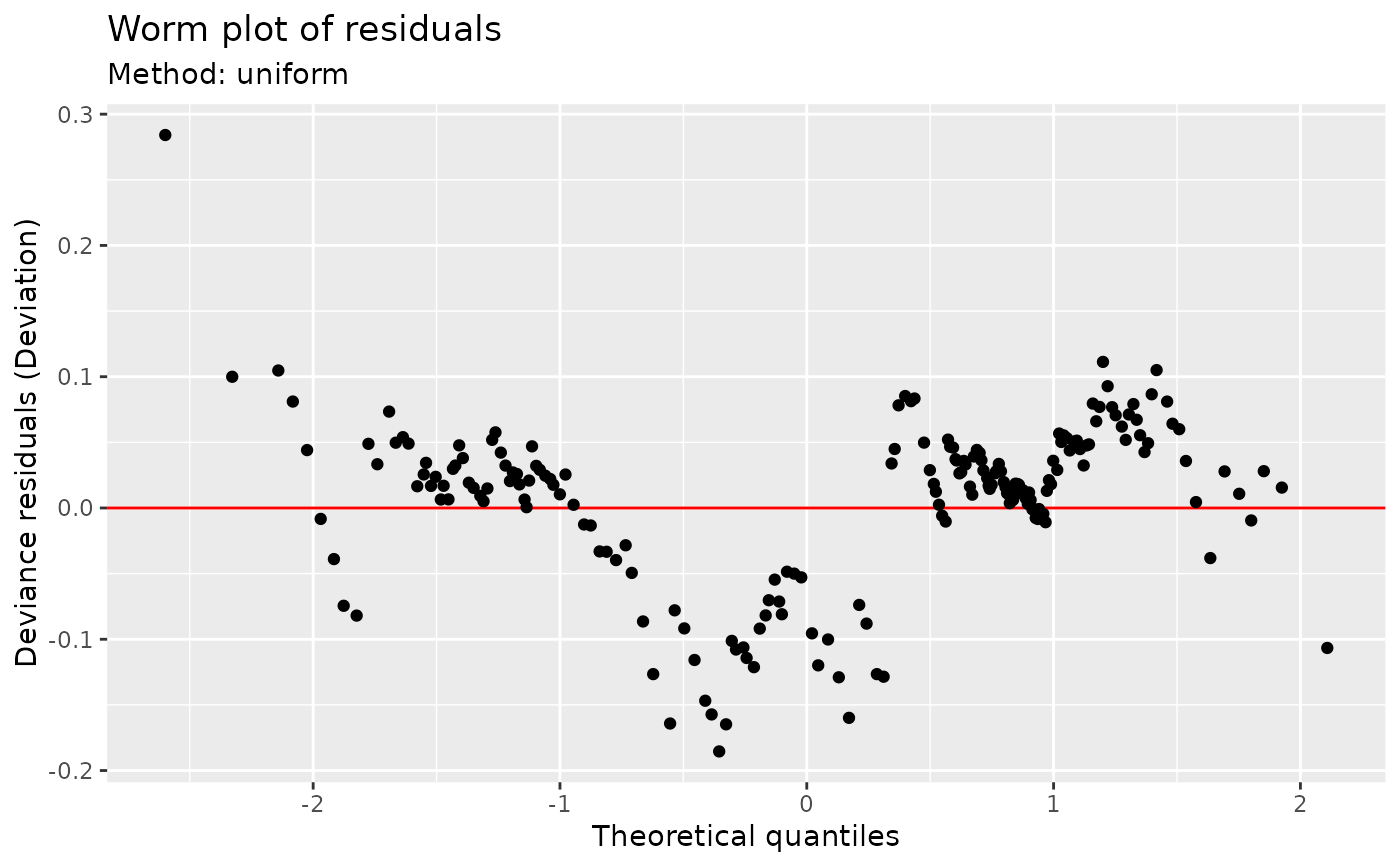 Worm plot of residuals
Method: uniform
0.3
0.2
0.1
0.0
-0.1
-0.2
Deviance residuals (Deviation)
-2
-1
0
1
2
Theoretical quantiles